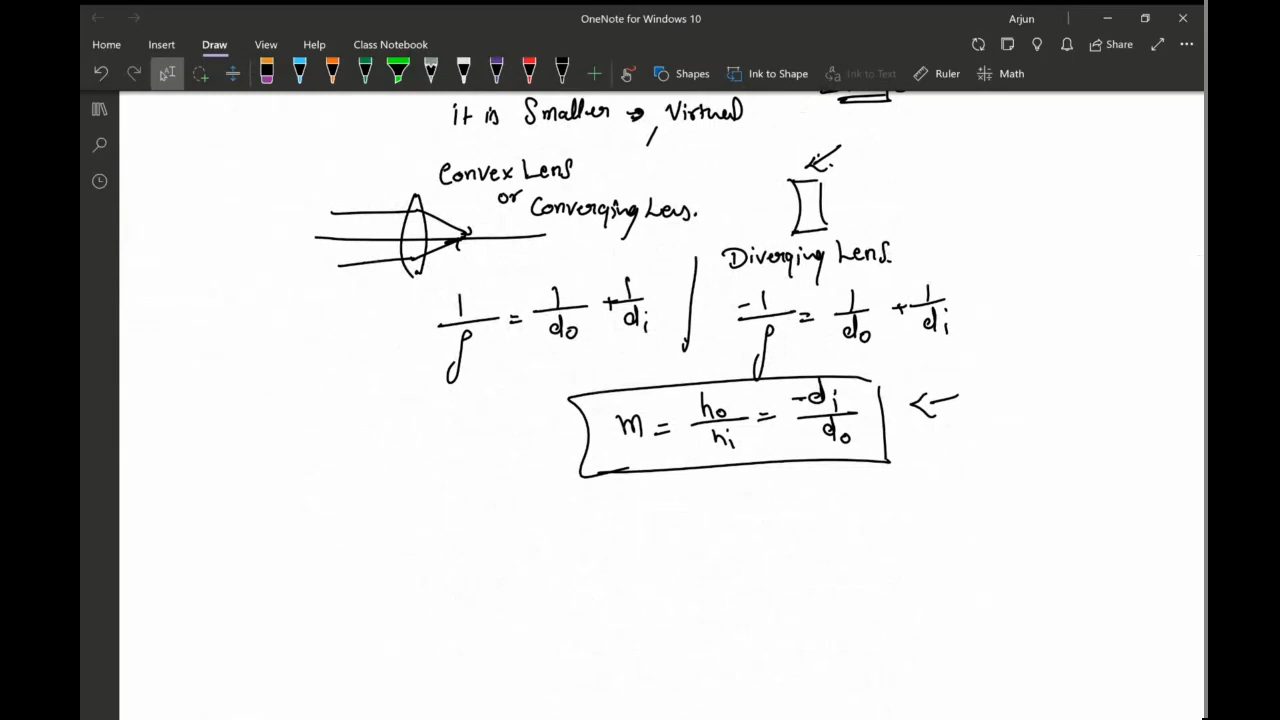 OneNote for Windows 10
Arjun
Home Insert Draw View Help Class Notebook
Share
Shapes Ink to Shape Ink to Text Ruler Math
it is Smaller → Virtual
Convex Lens
or Converging Lens.
Diverging Lens.
1/f = 1/do + 1/di
-1/f = 1/do + 1/di
m = ho/hi = -di/do